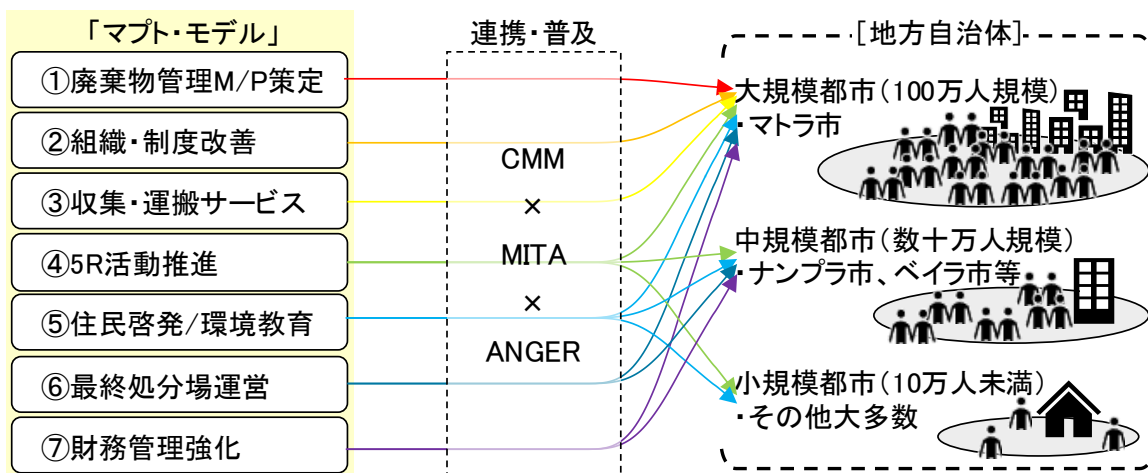 「マプト・モデル」
①廃棄物管理M/P策定
②組織・制度改善
③収集・運搬サービス
④5R活動推進
⑤住民啓発/環境教育
⑥最終処分場運営
⑦財務管理強化
連携・普及
CMM
×
MITA
×
ANGER
[地方自治体]
大規模都市(100万人規模)
・マトラ市
中規模都市(数十万人規模)
・ナンプラ市、ベイラ市等
小規模都市(10万人未満)
・その他大多数